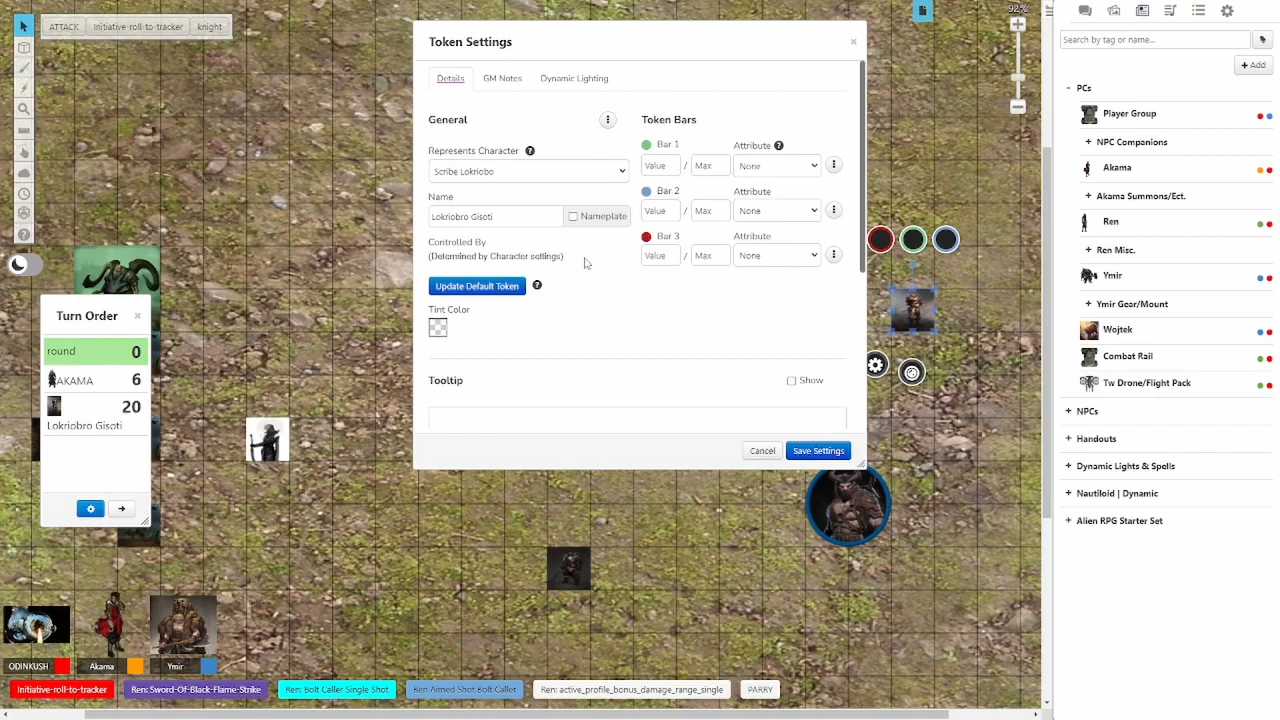 ATTACK Initiative-roll-to-tracker knight
92%
Token Settings
Details GM Notes Dynamic Lighting
General
Represents Character
Scribe Lokriobo
Name
Lokriobro Gisoti Nameplate
Controlled By
(Determined by Character settings)
Update Default Token
Tint Color
Token Bars
Bar 1 Attribute
Value / Max None
Bar 2 Attribute
Value / Max None
Bar 3 Attribute
Value / Max None
Tooltip Show
Cancel Save Settings
Turn Order
round 0
AKAMA 6
20
Lokriobro Gisoti
ODINKUSH Akama Ymir
Initiative-roll-to-tracker Ren: Sword-Of-Black-Flame-Strike Ren: Bolt Caller Single Shot Ren Aimed Shot Bolt Caller Ren: active_profile_bonus_damage_range_single PARRY
Search by tag or name...
+ Add
- PCs
Player Group
+ NPC Companions
Akama
+ Akama Summons/Ect.
Ren
+ Ren Misc.
Ymir
+ Ymir Gear/Mount
Wojtek
Combat Rail
Tw Drone/Flight Pack
+ NPCs
+ Handouts
+ Dynamic Lights & Spells
+ Nautiloid | Dynamic
+ Alien RPG Starter Set